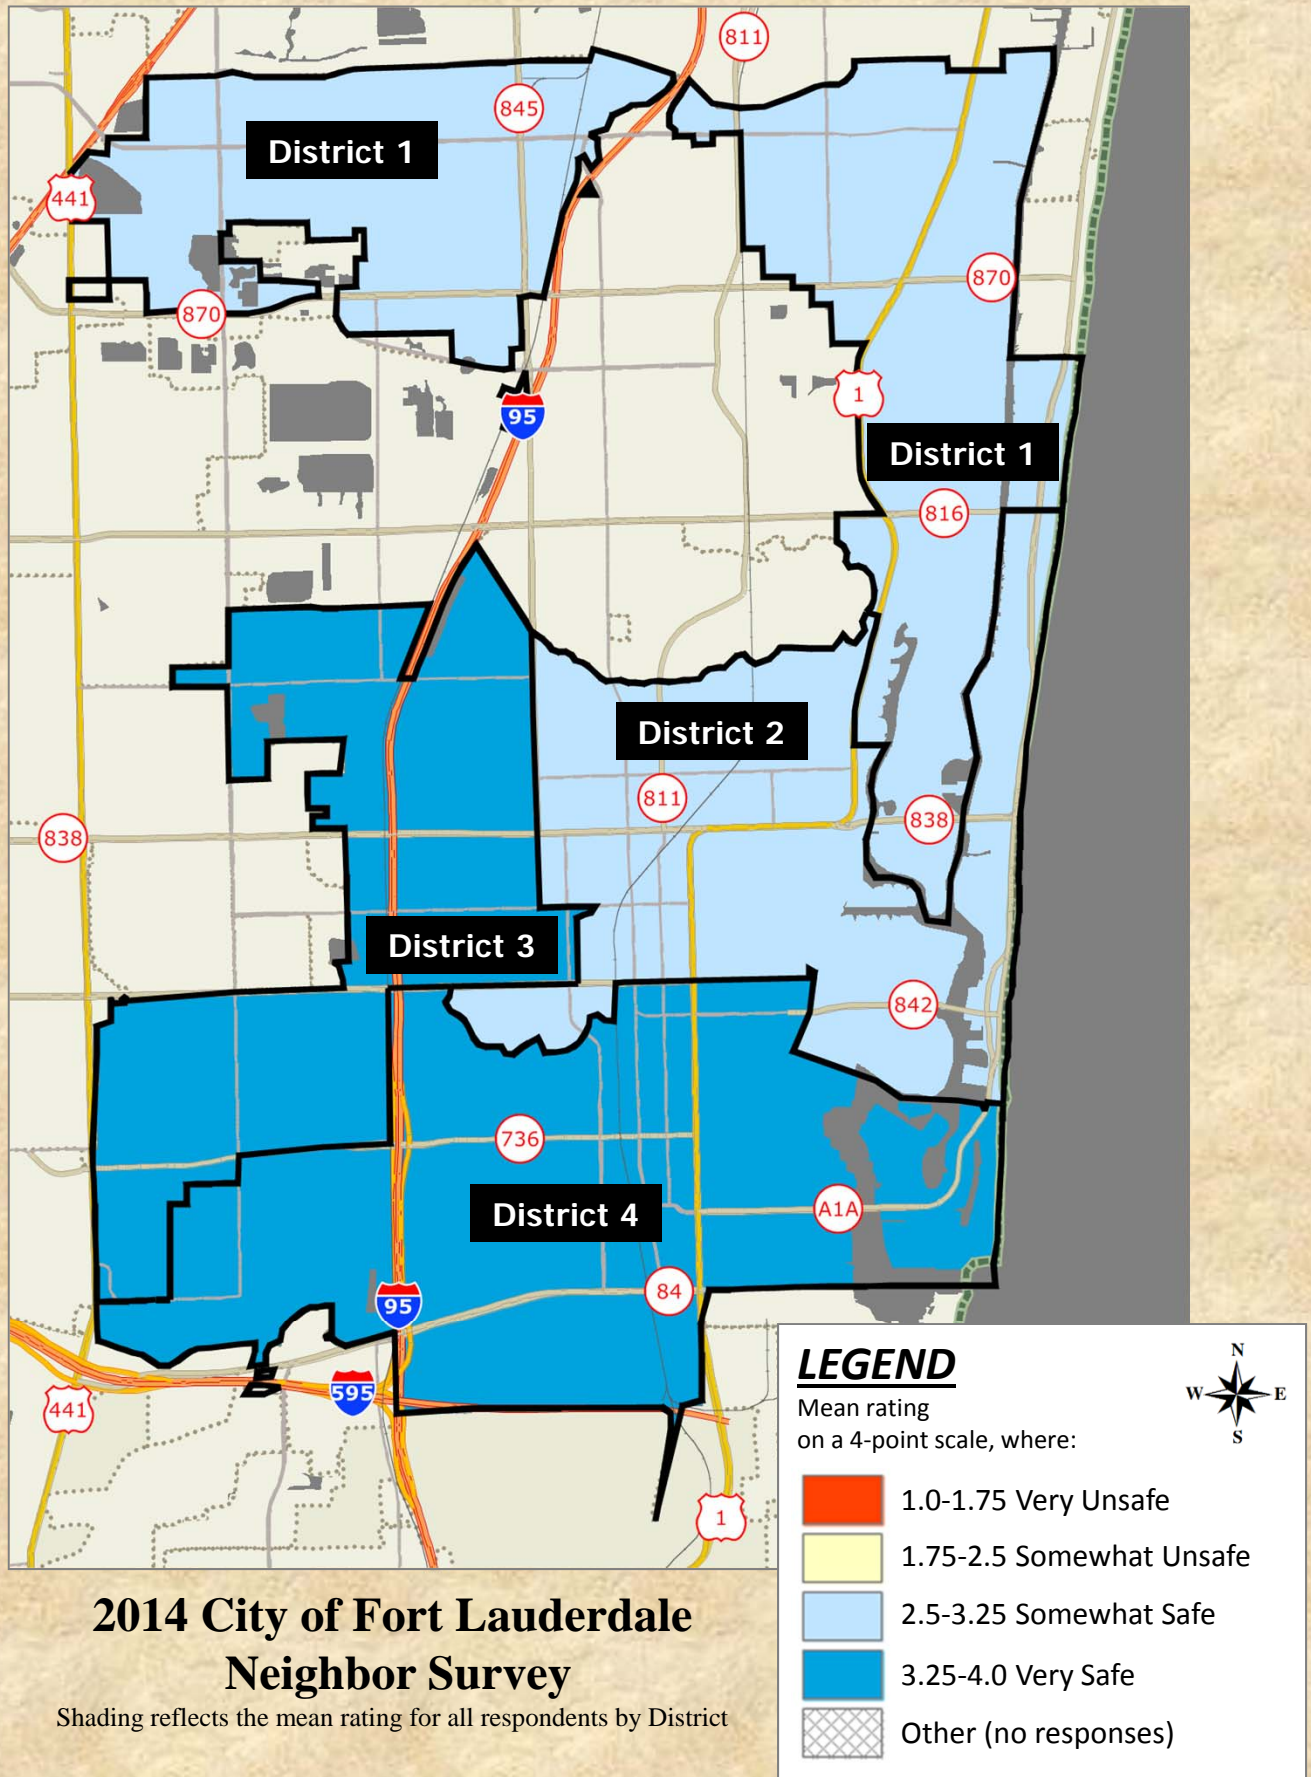 811
845
District 1
441
870
870
1
95
District 1
816
District 2
811
838
838
District 3
842
736
District 4
A1A
84
95
595
441
1
LEGEND
Mean rating
on a 4-point scale, where:
N
W E
S
1.0-1.75 Very Unsafe
1.75-2.5 Somewhat Unsafe
2.5-3.25 Somewhat Safe
3.25-4.0 Very Safe
Other (no responses)
2014 City of Fort Lauderdale
Neighbor Survey
Shading reflects the mean rating for all respondents by District